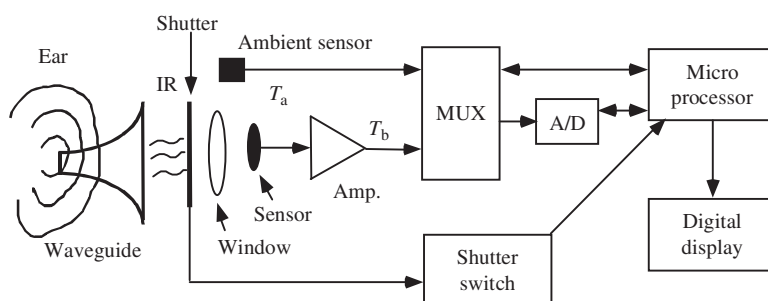 Shutter
Ear
Ambient sensor
IR
Ta
Tb
MUX
A/D
Micro
processor
Amp.
Sensor
Waveguide
Window
Shutter
switch
Digital
display